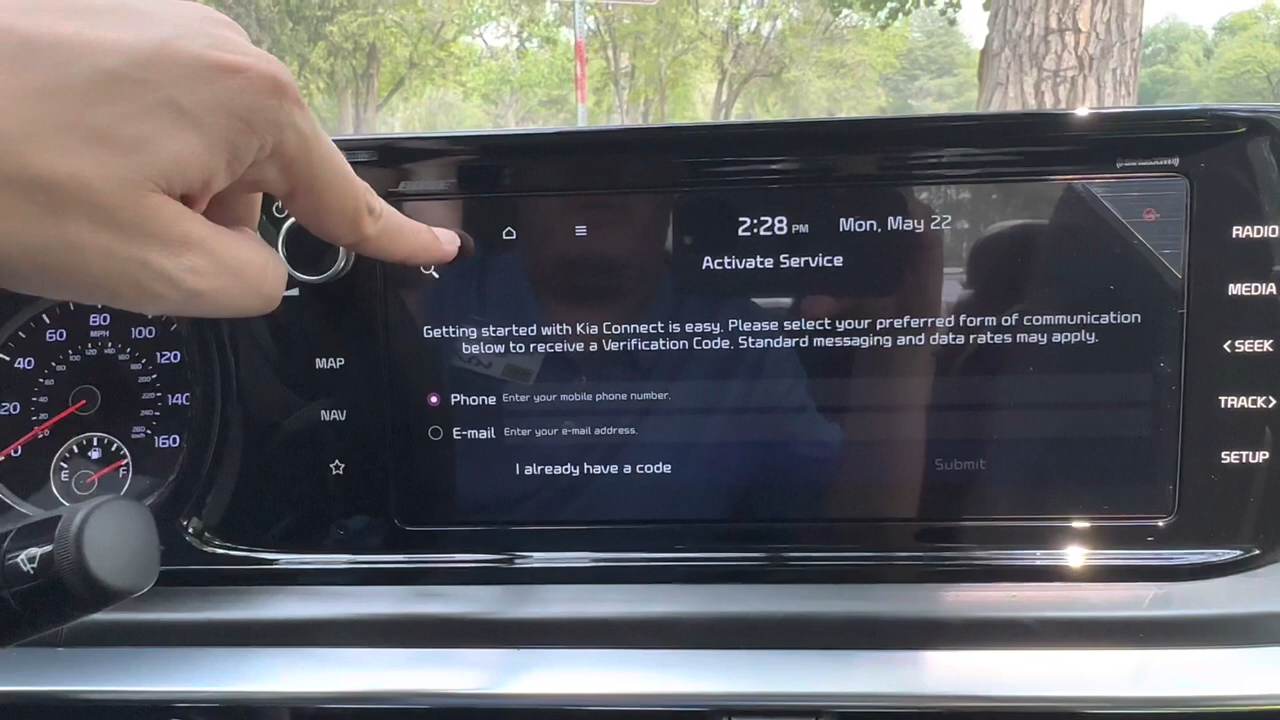 2:28 PM Mon, May 22
Activate Service
Getting started with Kia Connect is easy. Please select your preferred form of communication
below to receive a Verification Code. Standard messaging and data rates may apply.
Phone Enter your mobile phone number.
E-mail Enter your e-mail address.
I already have a code
Submit
MAP
NAV
RADIO
MEDIA
< SEEK
TRACK >
SETUP
SiriusXM
0
20
40
60
80
100
120
140
160
MPH
E
F